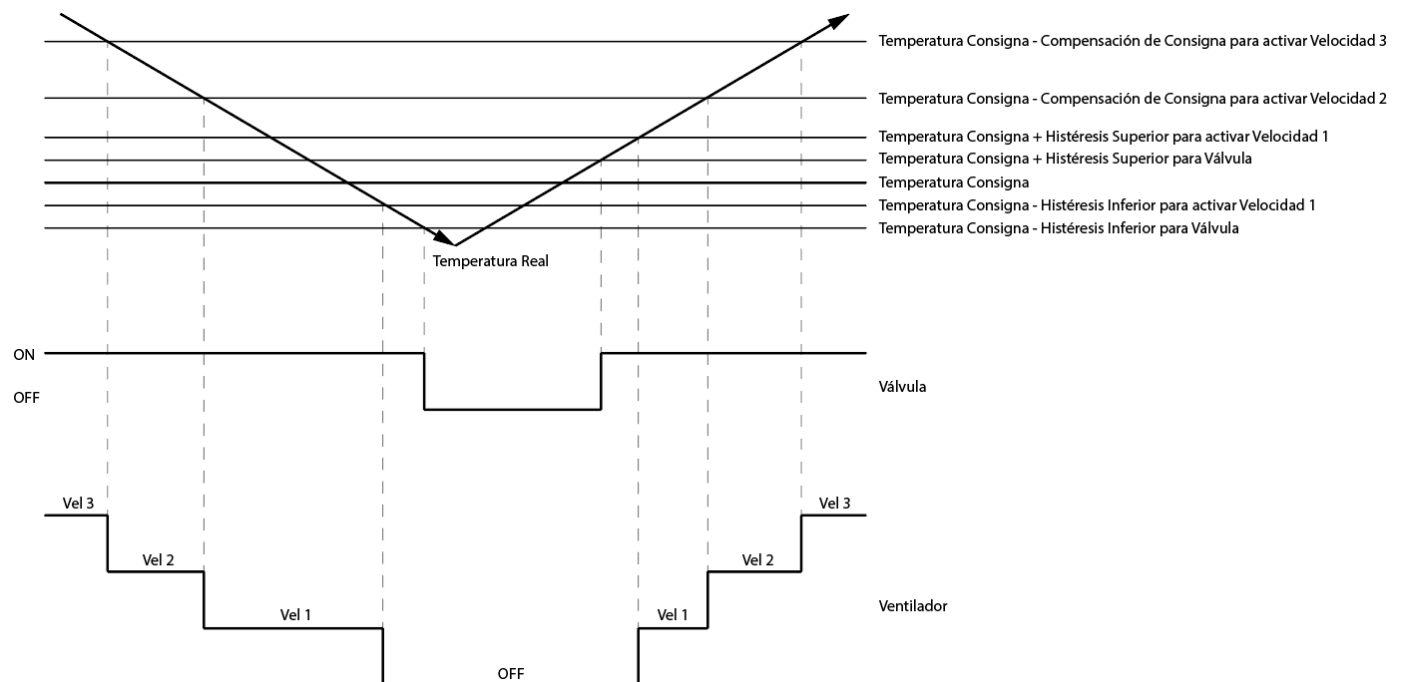 Temperatura Consigna - Compensación de Consigna para activar Velocidad 3
Temperatura Consigna - Compensación de Consigna para activar Velocidad 2
Temperatura Consigna + Histéresis Superior para activar Velocidad 1
Temperatura Consigna + Histéresis Superior para Válvula
Temperatura Consigna
Temperatura Consigna - Histéresis Inferior para activar Velocidad 1
Temperatura Consigna - Histéresis Inferior para Válvula
Temperatura Real
ON
OFF
Válvula
Vel 3
Vel 3
Vel 2
Vel 2
Vel 1
Vel 1
Ventilador
OFF